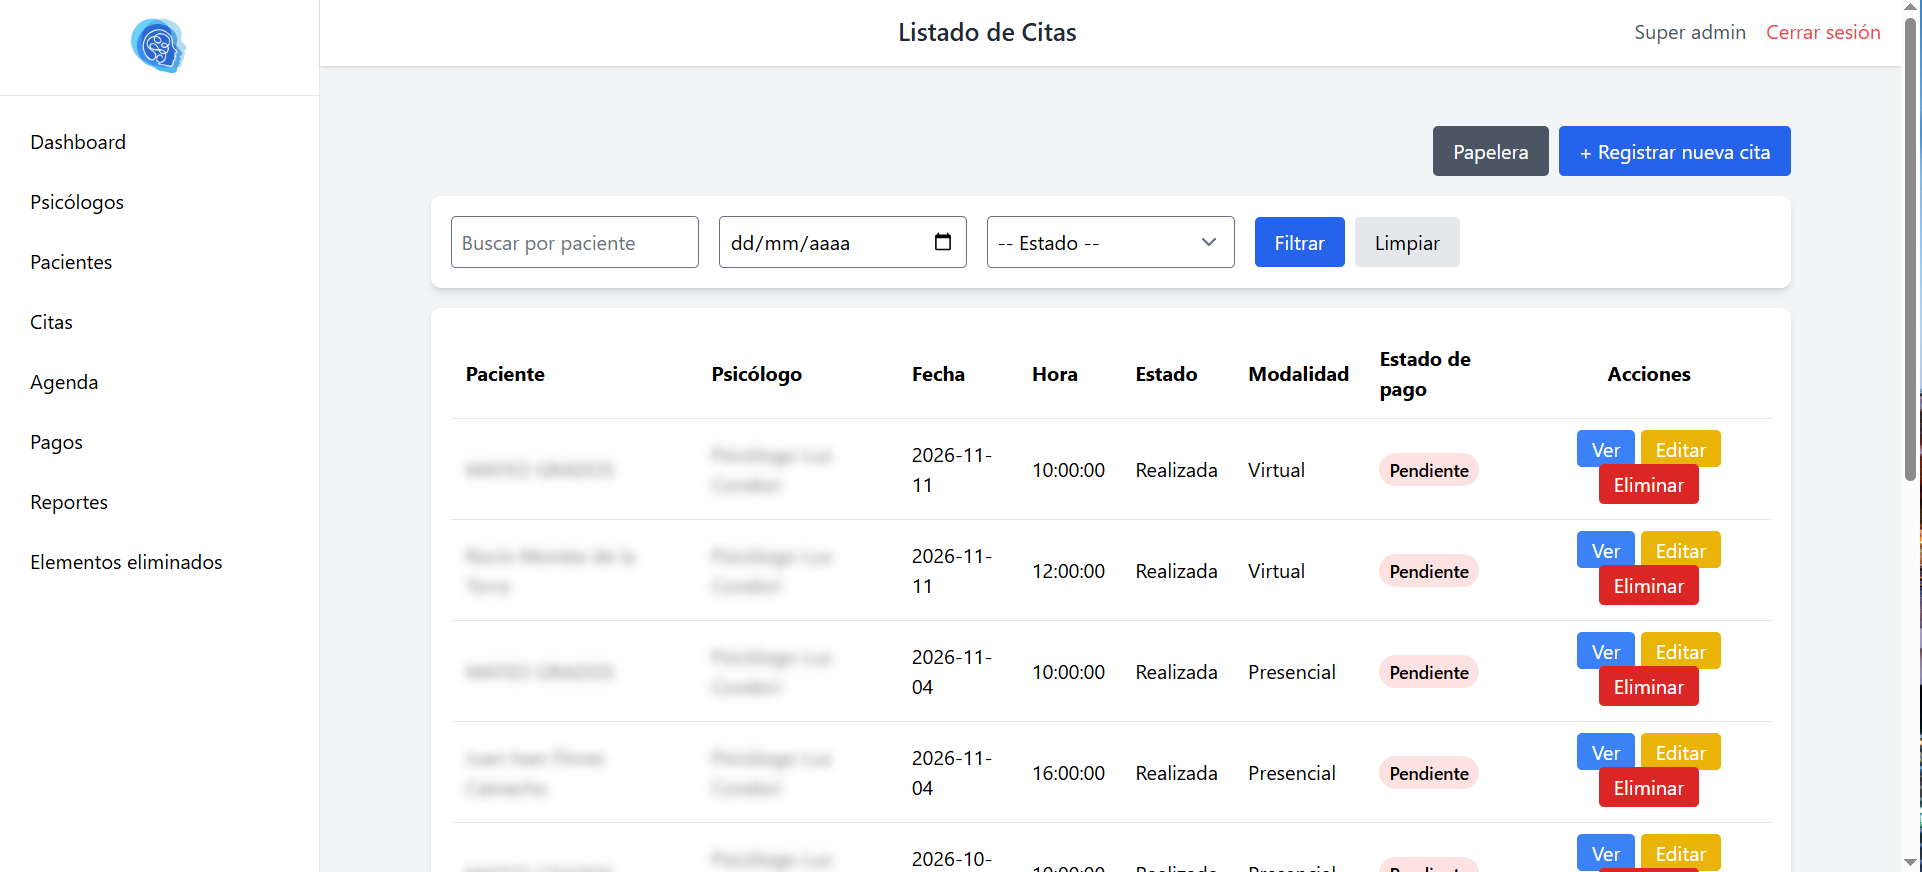 Listado de Citas
Super admin Cerrar sesión
Dashboard
Psicólogos
Pacientes
Citas
Agenda
Pagos
Reportes
Elementos eliminados
Papelera + Registrar nueva cita
Buscar por paciente dd/mm/aaaa -- Estado -- Filtrar Limpiar
Paciente Psicólogo Fecha Hora Estado Modalidad Estado de
pago Acciones
2026-11-
11 10:00:00 Realizada Virtual Pendiente Ver Editar
Eliminar
2026-11-
11 12:00:00 Realizada Virtual Pendiente Ver Editar
Eliminar
2026-11-
04 10:00:00 Realizada Presencial Pendiente Ver Editar
Eliminar
2026-11-
04 16:00:00 Realizada Presencial Pendiente Ver Editar
Eliminar
2026-10-
Ver Editar